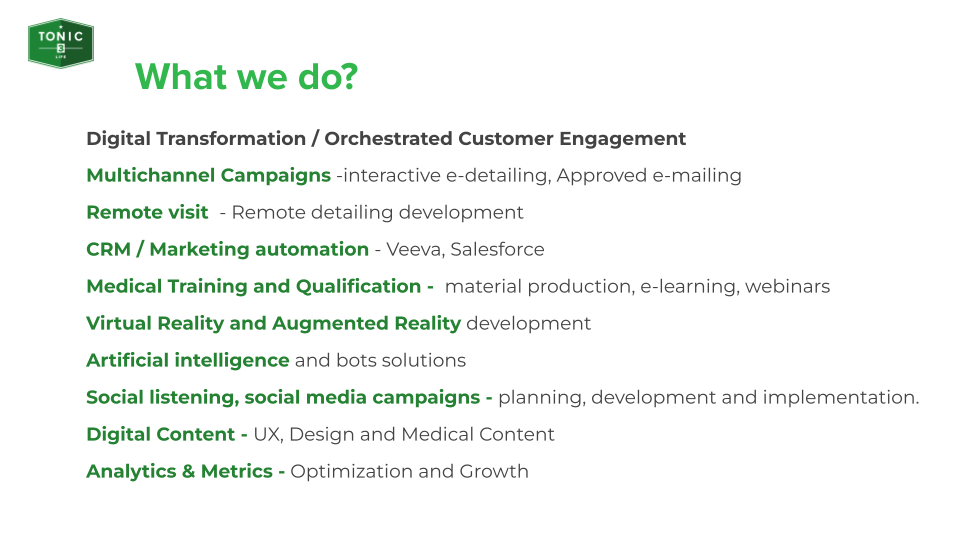 TONIC
3
LIFE
What we do?
Digital Transformation / Orchestrated Customer Engagement
Multichannel Campaigns -interactive e-detailing, Approved e-mailing
Remote visit  - Remote detailing development
CRM / Marketing automation - Veeva, Salesforce
Medical Training and Qualification -  material production, e-learning, webinars
Virtual Reality and Augmented Reality development
Artificial intelligence and bots solutions
Social listening, social media campaigns - planning, development and implementation.
Digital Content - UX, Design and Medical Content
Analytics & Metrics - Optimization and Growth